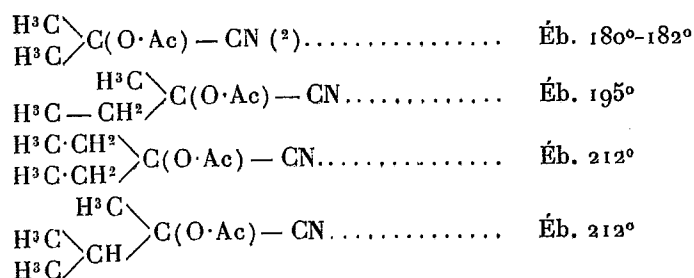 H³C
H³C C(O·Ac)—CN (²).............. Éb. 180°-182°
H³C
H³C—CH² C(O·Ac)—CN............. Éb. 195°
H³C·CH²
H³C·CH² C(O·Ac)—CN............... Éb. 212°
H³C
H³C C(O·Ac)—CN.............. Éb. 212°
H³C CH